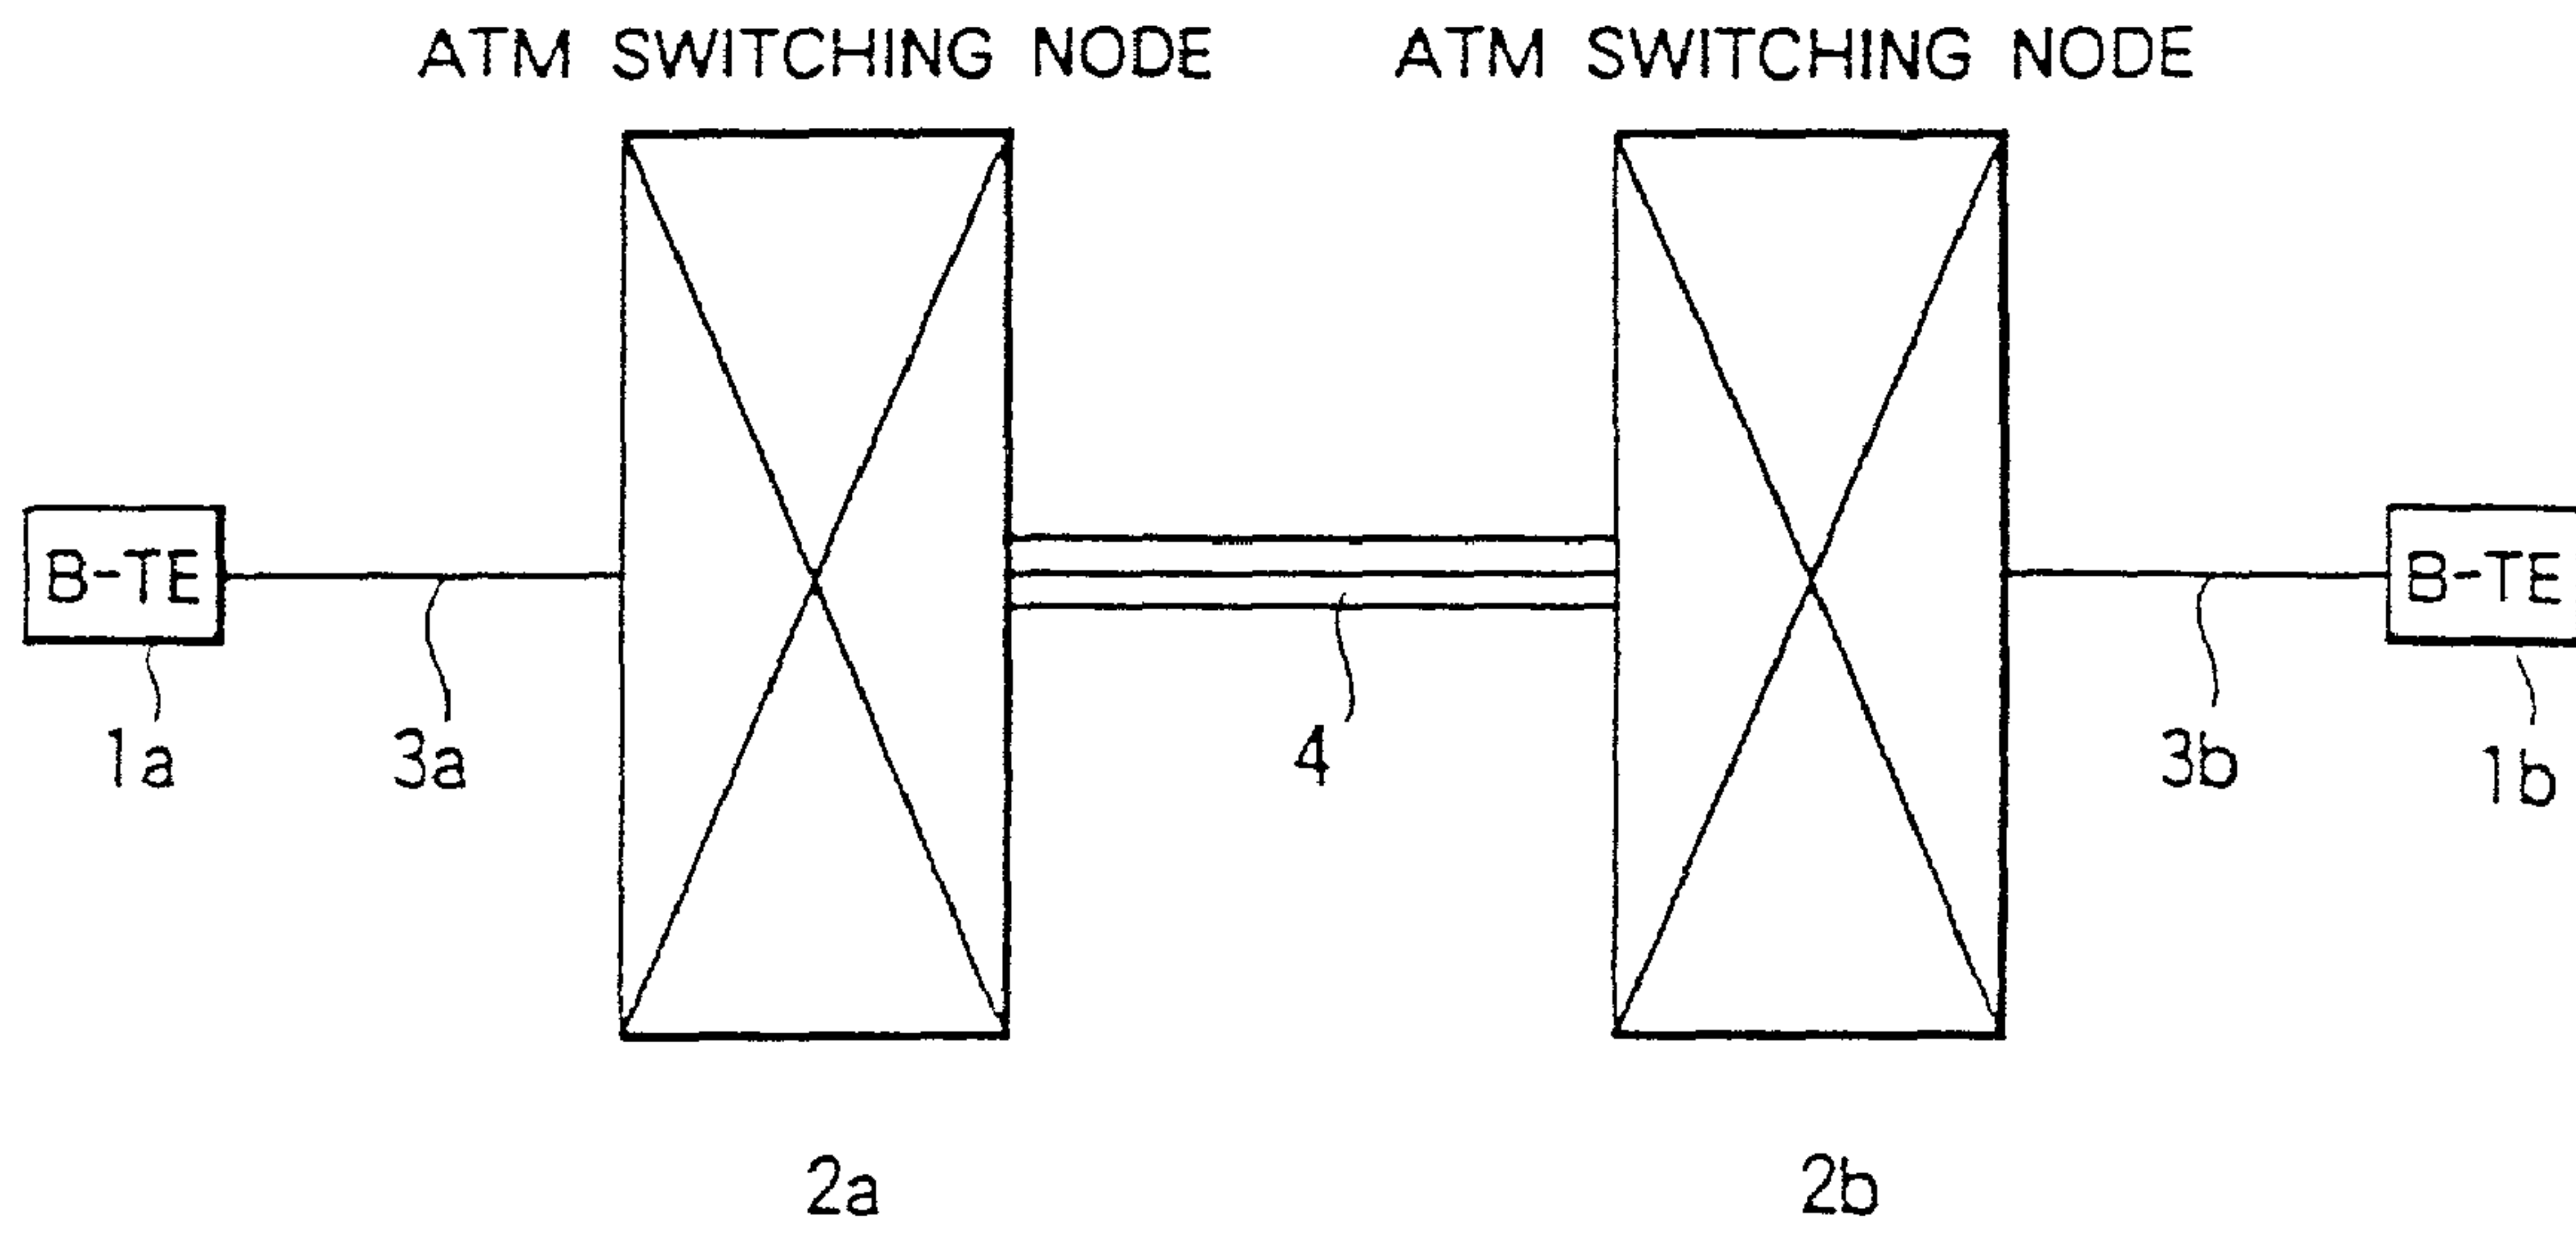 ATM SWITCHING NODE
ATM SWITCHING NODE
B-TE
B-TE
1a
3a
4
3b
1b
2a
2b